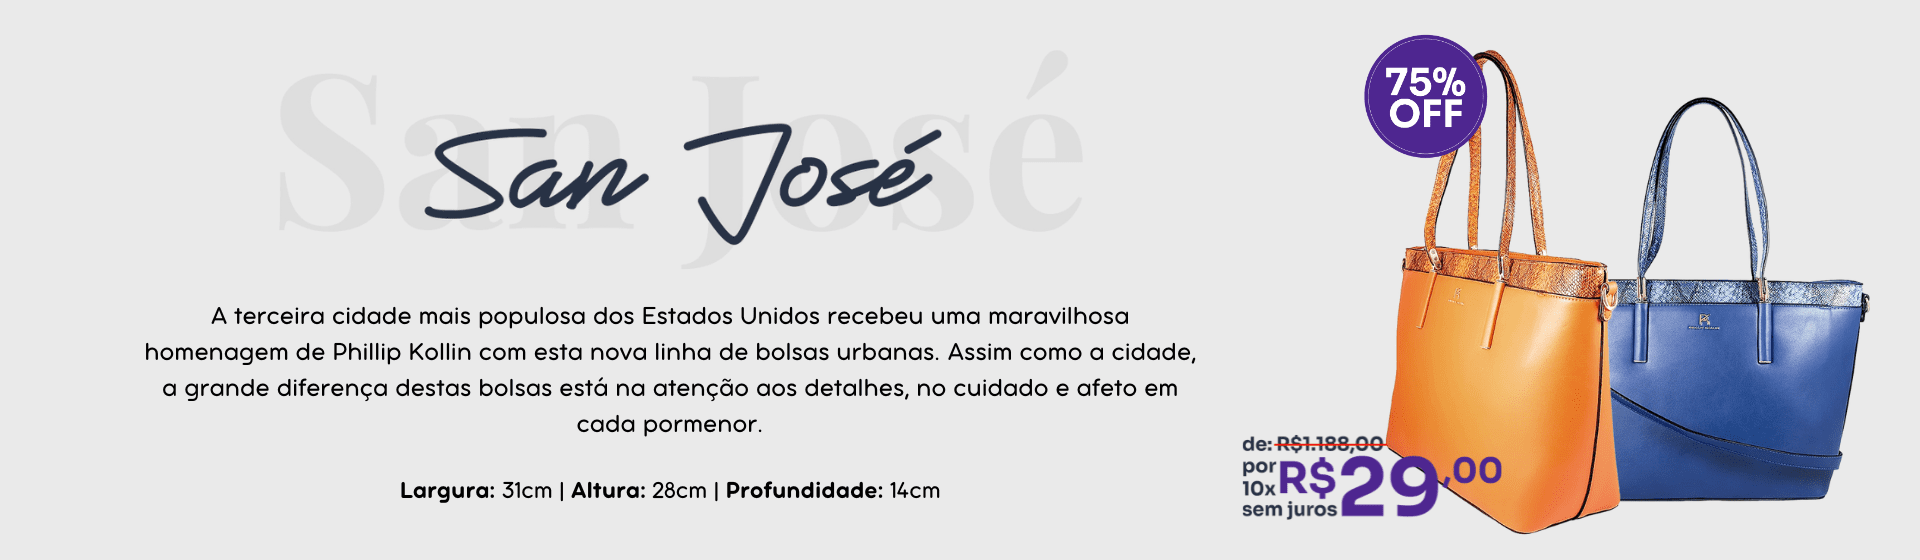 San José
San José
A terceira cidade mais populosa dos Estados Unidos recebeu uma maravilhosa
homenagem de Phillip Kollin com esta nova linha de bolsas urbanas. Assim como a cidade,
a grande diferença destas bolsas está na atenção aos detalhes, no cuidado e afeto em
cada pormenor.
Largura: 31cm | Altura: 28cm | Profundidade: 14cm
75%
OFF
de: R$1.188,00
por
10x
sem juros
R$29,00